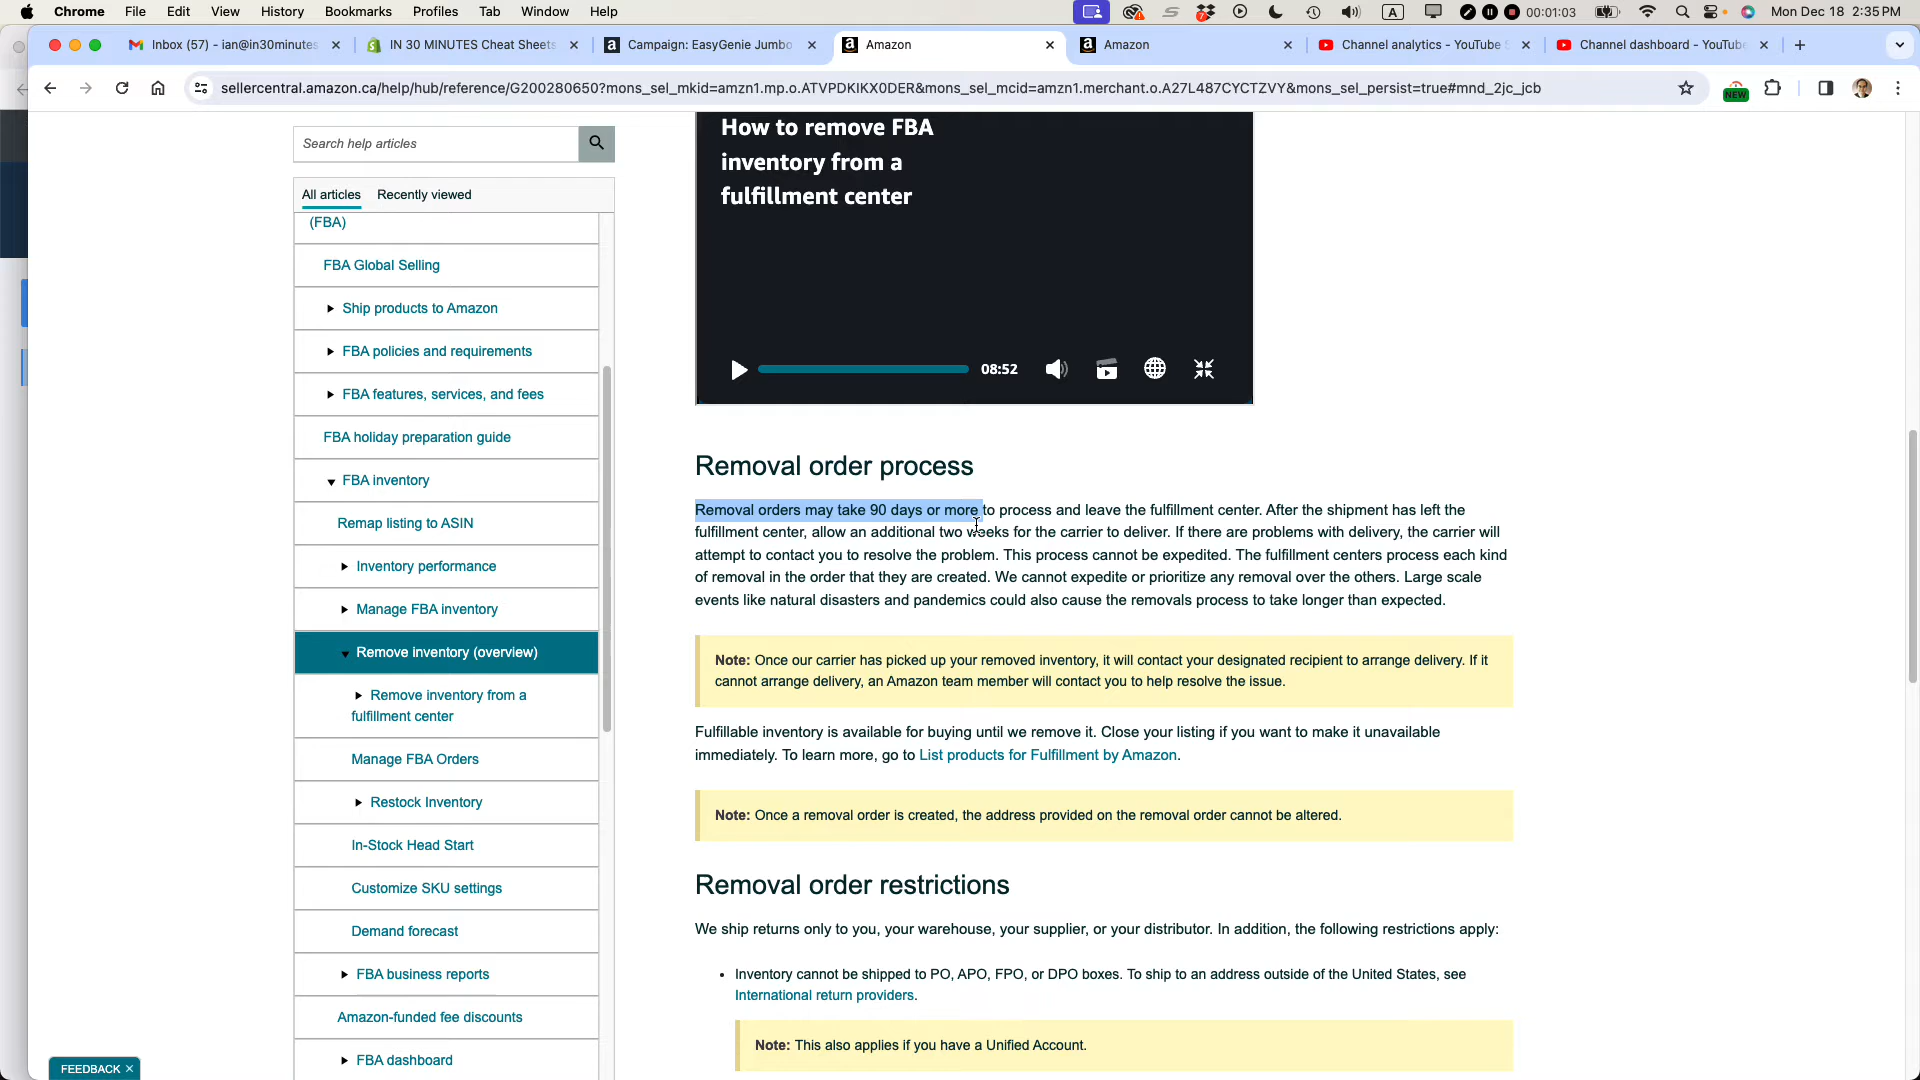 Chrome File Edit View History Bookmarks Profiles Tab Window Help A 00:01:03 Mon Dec 18 2:35 PM
Inbox (57) - ian@in30minutes IN 30 MINUTES Cheat Sheets Campaign: EasyGenie Jumbo Amazon Amazon Channel analytics - YouTube S Channel dashboard - YouTube
sellercentral.amazon.ca/help/hub/reference/G200280650?mons_sel_mkid=amzn1.mp.o.ATVPDKIKX0DER&mons_sel_mcid=amzn1.merchant.o.A27L487CYCTZVY&mons_sel_persist=true#mnd_2jc_jcb
NEW
Search help articles
All articles Recently viewed
(FBA)
FBA Global Selling
Ship products to Amazon
FBA policies and requirements
FBA features, services, and fees
FBA holiday preparation guide
FBA inventory
Remap listing to ASIN
Inventory performance
Manage FBA inventory
Remove inventory (overview)
Remove inventory from a
fulfillment center
Manage FBA Orders
Restock Inventory
In-Stock Head Start
Customize SKU settings
Demand forecast
FBA business reports
Amazon-funded fee discounts
FBA dashboard
FEEDBACK
How to remove FBA
inventory from a
fulfillment center
08:52
Removal order process
Removal orders may take 90 days or more to process and leave the fulfillment center. After the shipment has left the
fulfillment center, allow an additional two weeks for the carrier to deliver. If there are problems with delivery, the carrier will
attempt to contact you to resolve the problem. This process cannot be expedited. The fulfillment centers process each kind
of removal in the order that they are created. We cannot expedite or prioritize any removal over the others. Large scale
events like natural disasters and pandemics could also cause the removals process to take longer than expected.
Note: Once our carrier has picked up your removed inventory, it will contact your designated recipient to arrange delivery. If it
cannot arrange delivery, an Amazon team member will contact you to help resolve the issue.
Fulfillable inventory is available for buying until we remove it. Close your listing if you want to make it unavailable
immediately. To learn more, go to List products for Fulfillment by Amazon.
Note: Once a removal order is created, the address provided on the removal order cannot be altered.
Removal order restrictions
We ship returns only to you, your warehouse, your supplier, or your distributor. In addition, the following restrictions apply:
• Inventory cannot be shipped to PO, APO, FPO, or DPO boxes. To ship to an address outside of the United States, see
International return providers.
Note: This also applies if you have a Unified Account.